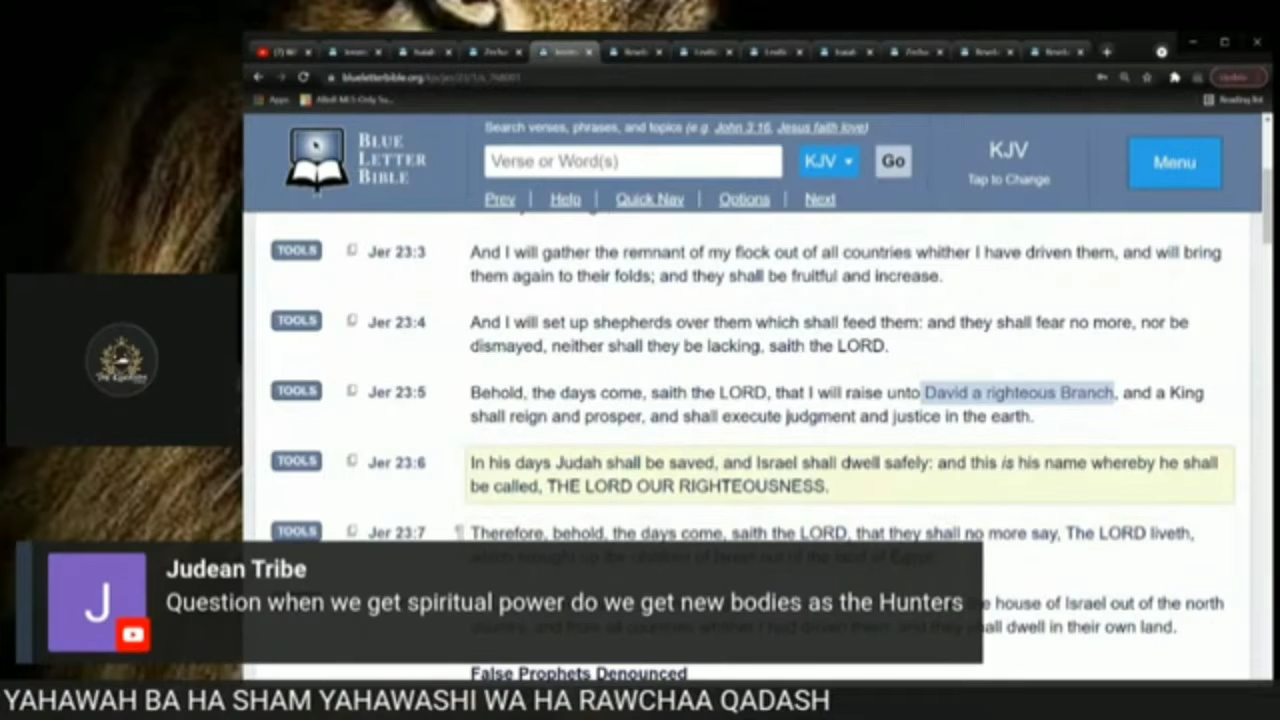 blueletterbible.org
Apps
Reading list
BLUE
LETTER
BIBLE
Search verses, phrases, and topics (e.g. John 3:16, Jesus faith love)
Verse or Word(s)
KJV
Go
KJV
Tap to Change
Menu
Prev | Help | Quick Nav | Options | Next
TOOLS Jer 23:3 And I will gather the remnant of my flock out of all countries whither I have driven them, and will bring
them again to their folds; and they shall be fruitful and increase.
TOOLS Jer 23:4 And I will set up shepherds over them which shall feed them: and they shall fear no more, nor be
dismayed, neither shall they be lacking, saith the LORD.
TOOLS Jer 23:5 Behold, the days come, saith the LORD, that I will raise unto David a righteous Branch, and a King
shall reign and prosper, and shall execute judgment and justice in the earth.
TOOLS Jer 23:6 In his days Judah shall be saved, and Israel shall dwell safely: and this is his name whereby he shall
be called, THE LORD OUR RIGHTEOUSNESS.
TOOLS Jer 23:7 ¶ Therefore, behold, the days come, saith the LORD, that they shall no more say, The LORD liveth,
J
Judean Tribe
Question when we get spiritual power do we get new bodies as the Hunters
house of Israel out of the north
shall dwell in their own land.
False Prophets Denounced
YAHAWAH BA HA SHAM YAHAWASHI WA HA RAWCHAA QADASH